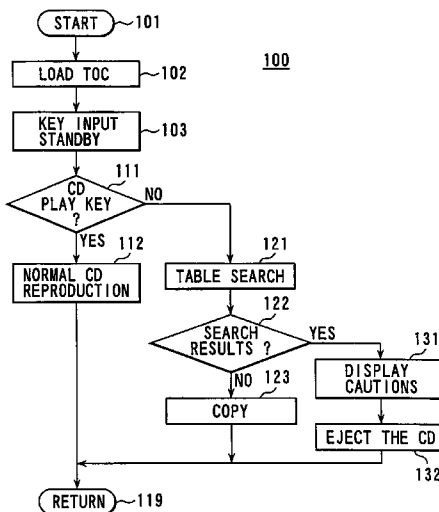 START
101
LOAD TOC
102
100
KEY INPUT
STANDBY
103
111
CD
PLAY KEY
?
NO
YES
112
NORMAL CD
REPRODUCTION
121
TABLE SEARCH
122
SEARCH
RESULTS ?
YES
NO
123
COPY
131
DISPLAY
CAUTIONS
EJECT THE CD
132
RETURN
119